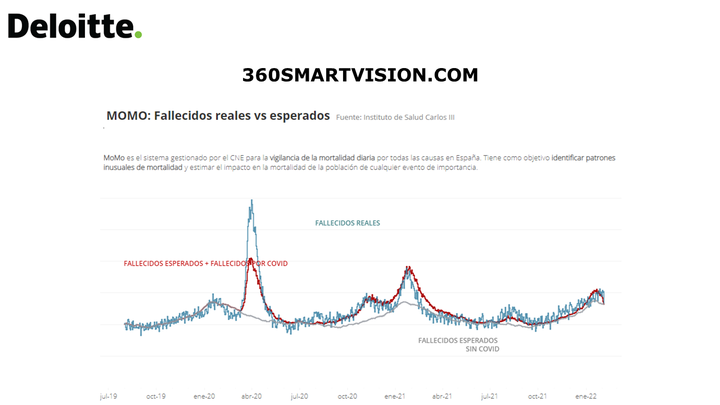 Deloitte.
360SMARTVISION.COM
MOMO: Fallecidos reales vs esperados Fuente: Instituto de Salud Carlos III
MoMo es el sistema gestionado por el CNE para la vigilancia de la mortalidad diaria por todas las causas en España. Tiene como objetivo identificar patrones
inusuales de mortalidad y estimar el impacto en la mortalidad de la población de cualquier evento de importancia.
FALLECIDOS REALES
FALLECIDOS ESPERADOS + FALLECIDOS POR COVID
FALLECIDOS ESPERADOS
SIN COVID
jul-19 oct-19 ene-20 abr-20 jul-20 oct-20 ene-21 abr-21 jul-21 oct-21 ene-22